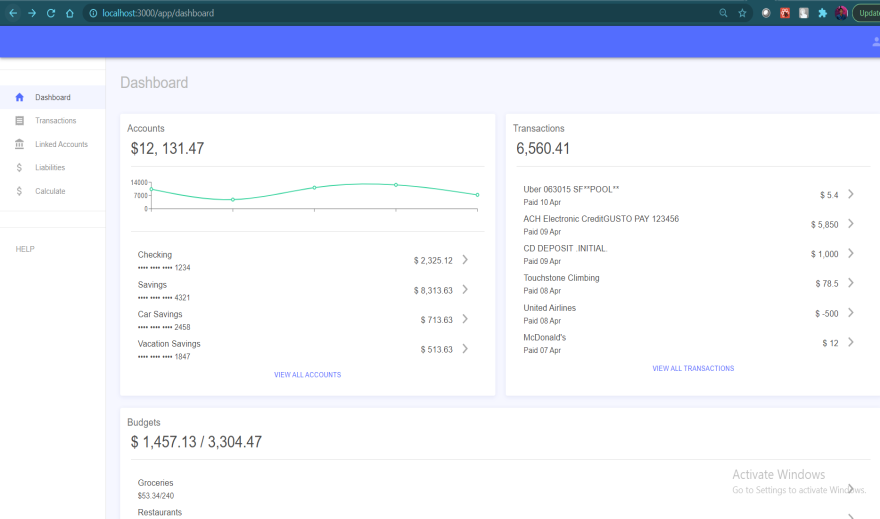 localhost:3000/app/dashboard
Update
Dashboard
Transactions
Linked Accounts
$ Liabilities
$ Calculate
HELP
Dashboard
Accounts
$12, 131.47
14000
7000
0
Checking
•••• •••• •••• 1234
$ 2,325.12
Savings
•••• •••• •••• 4321
$ 8,313.63
Car Savings
•••• •••• •••• 2458
$ 713.63
Vacation Savings
•••• •••• •••• 1847
$ 513.63
VIEW ALL ACCOUNTS
Transactions
6,560.41
Uber 063015 SF**POOL**
Paid 10 Apr
$ 5.4
ACH Electronic CreditGUSTO PAY 123456
Paid 09 Apr
$ 5,850
CD DEPOSIT .INITIAL.
Paid 09 Apr
$ 1,000
Touchstone Climbing
Paid 08 Apr
$ 78.5
United Airlines
Paid 08 Apr
$ -500
McDonald's
Paid 07 Apr
$ 12
VIEW ALL TRANSACTIONS
Budgets
$ 1,457.13 / 3,304.47
Groceries
$53.34/240
Restaurants
Activate Windows
Go to Settings to activate Windows.